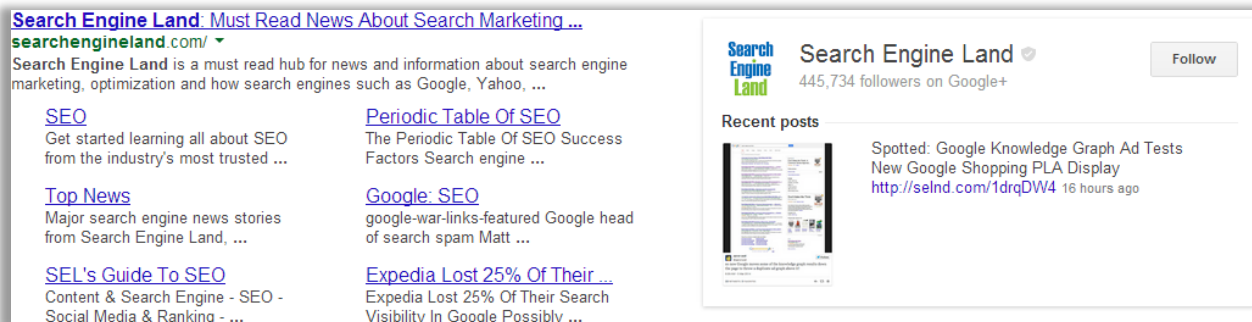 Search Engine Land: Must Read News About Search Marketing ...
searchengineland.com/
Search Engine Land is a must read hub for news and information about search engine
marketing, optimization and how search engines such as Google, Yahoo, ...
SEO
Get started learning all about SEO
from the industry's most trusted ...
Periodic Table Of SEO
The Periodic Table Of SEO Success
Factors Search engine ...
Top News
Major search engine news stories
from Search Engine Land, ...
Google: SEO
google-war-links-featured Google head
of search spam Matt ...
SEL's Guide To SEO
Content & Search Engine - SEO -
Social Media & Ranking - ...
Expedia Lost 25% Of Their ...
Expedia Lost 25% Of Their Search
Visibility In Google Possibly ...
Search
Engine
Land
Search Engine Land
445,734 followers on Google+
Follow
Recent posts
Spotted: Google Knowledge Graph Ad Tests
New Google Shopping PLA Display
http://selnd.com/1drqDW4 16 hours ago